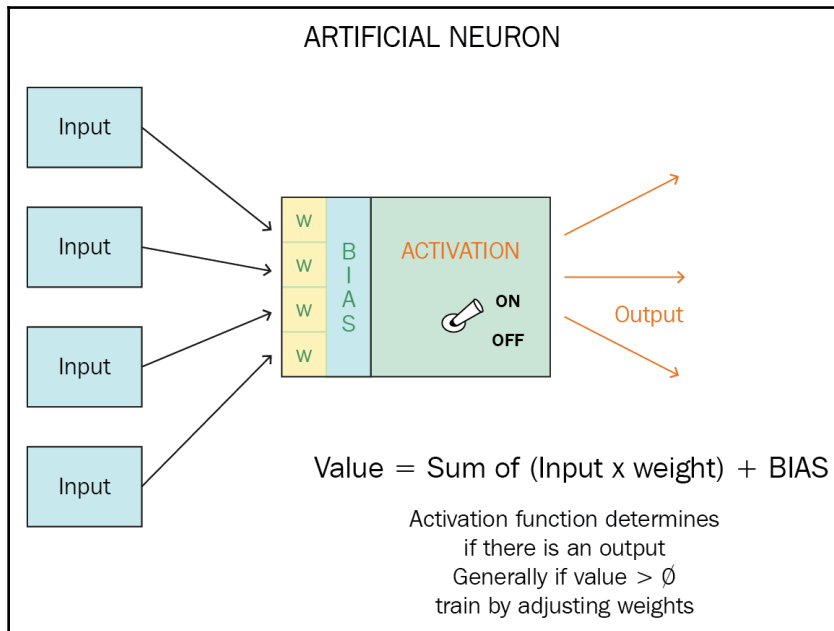 ARTIFICIAL NEURON
Input
Input
Input
Input
W
W
W
W
BIAS
ACTIVATION
ON
OFF
Output
Value = Sum of (Input x weight) + BIAS
Activation function determines
if there is an output
Generally if value > Ø
train by adjusting weights